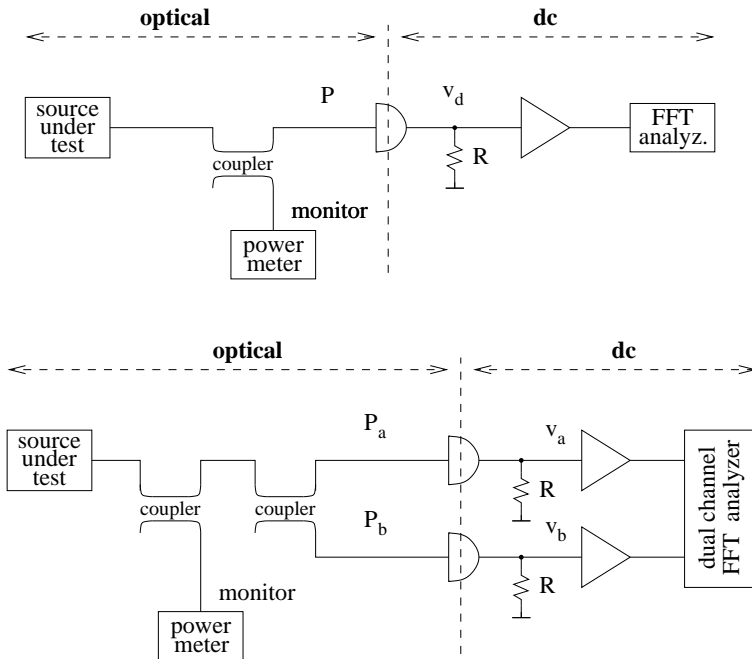 optical
dc
source
under
test
P
v_d
FFT
analyz.
coupler
R
monitor
power
meter
optical
dc
source
under
test
P_a
v_a
coupler
coupler
R
P_b
v_b
dual channel
FFT analyzer
R
monitor
power
meter